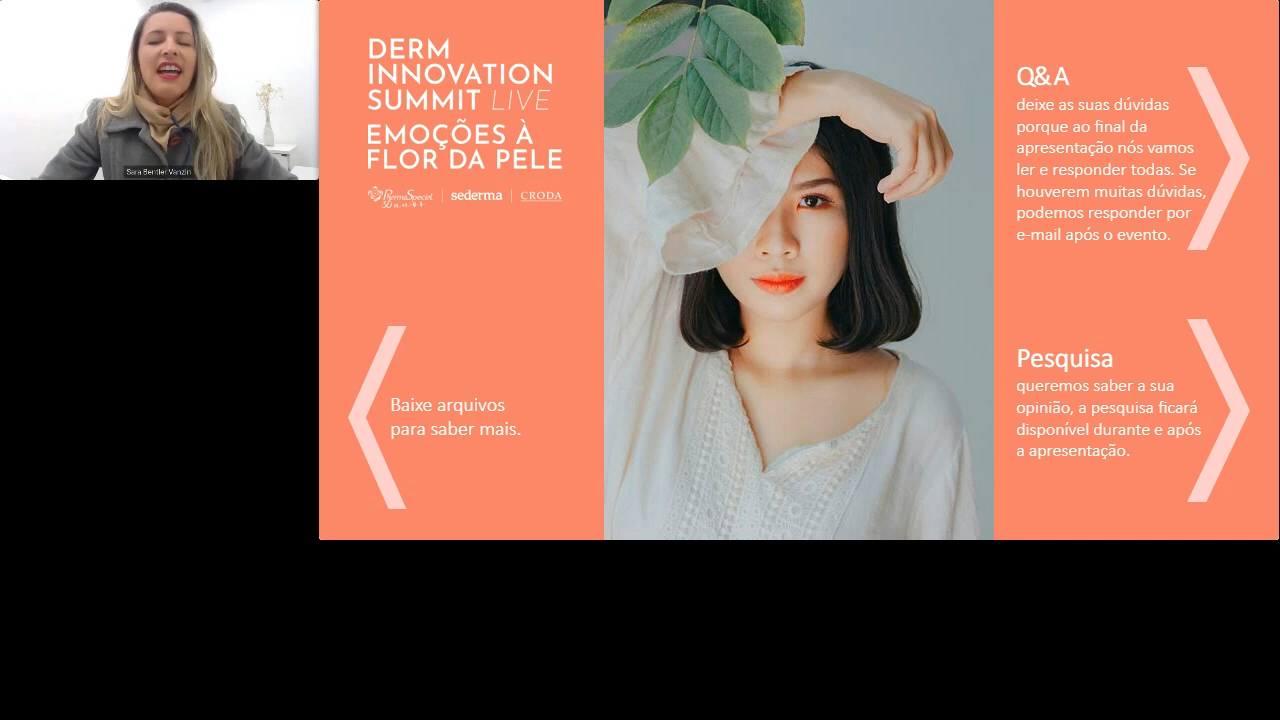 Sara Bentler Vanzin
DERM
INNOVATION
SUMMIT LIVE
EMOÇÕES À
FLOR DA PELE
sederma
CRODA
Baixe arquivos
para saber mais.
Q&A
deixe as suas dúvidas
porque ao final da
apresentação nós vamos
ler e responder todas. Se
houverem muitas dúvidas,
podemos responder por
e-mail após o evento.
Pesquisa
queremos saber a sua
opinião, a pesquisa ficará
disponível durante e após
a apresentação.